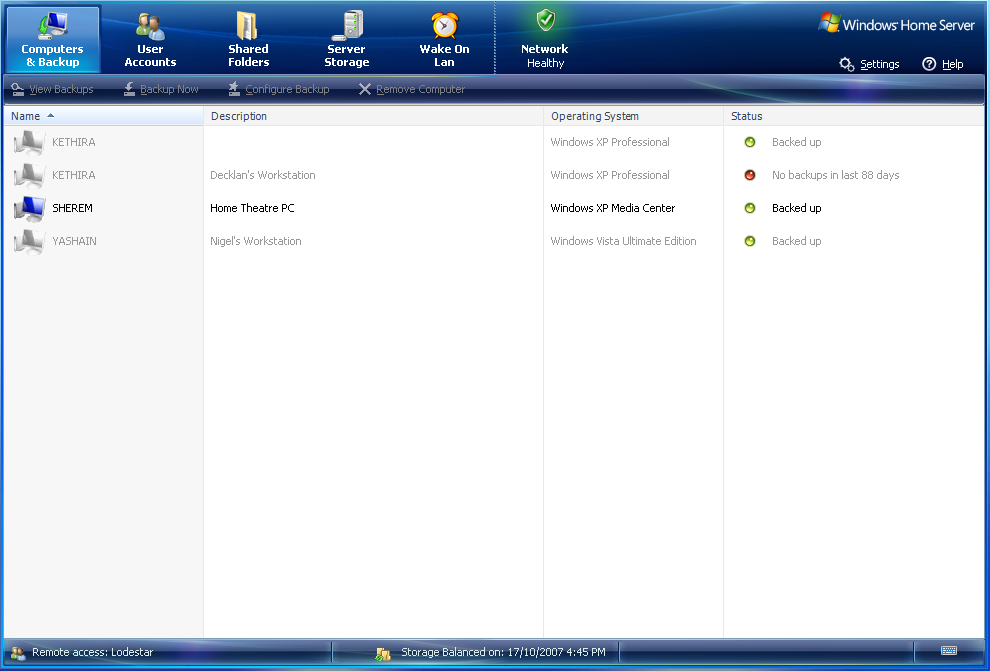 Computers
& Backup
User
Accounts
Shared
Folders
Server
Storage
Wake On
Lan
Network
Healthy
Windows Home Server
Settings
Help
View Backups
Backup Now
Configure Backup
Remove Computer
Name
Description
Operating System
Status
KETHIRA
Windows XP Professional
Backed up
KETHIRA
Decklan's Workstation
Windows XP Professional
No backups in last 88 days
SHEREM
Home Theatre PC
Windows XP Media Center
Backed up
YASHAIN
Nigel's Workstation
Windows Vista Ultimate Edition
Backed up
Remote access: Lodestar
Storage Balanced on: 17/10/2007 4:45 PM